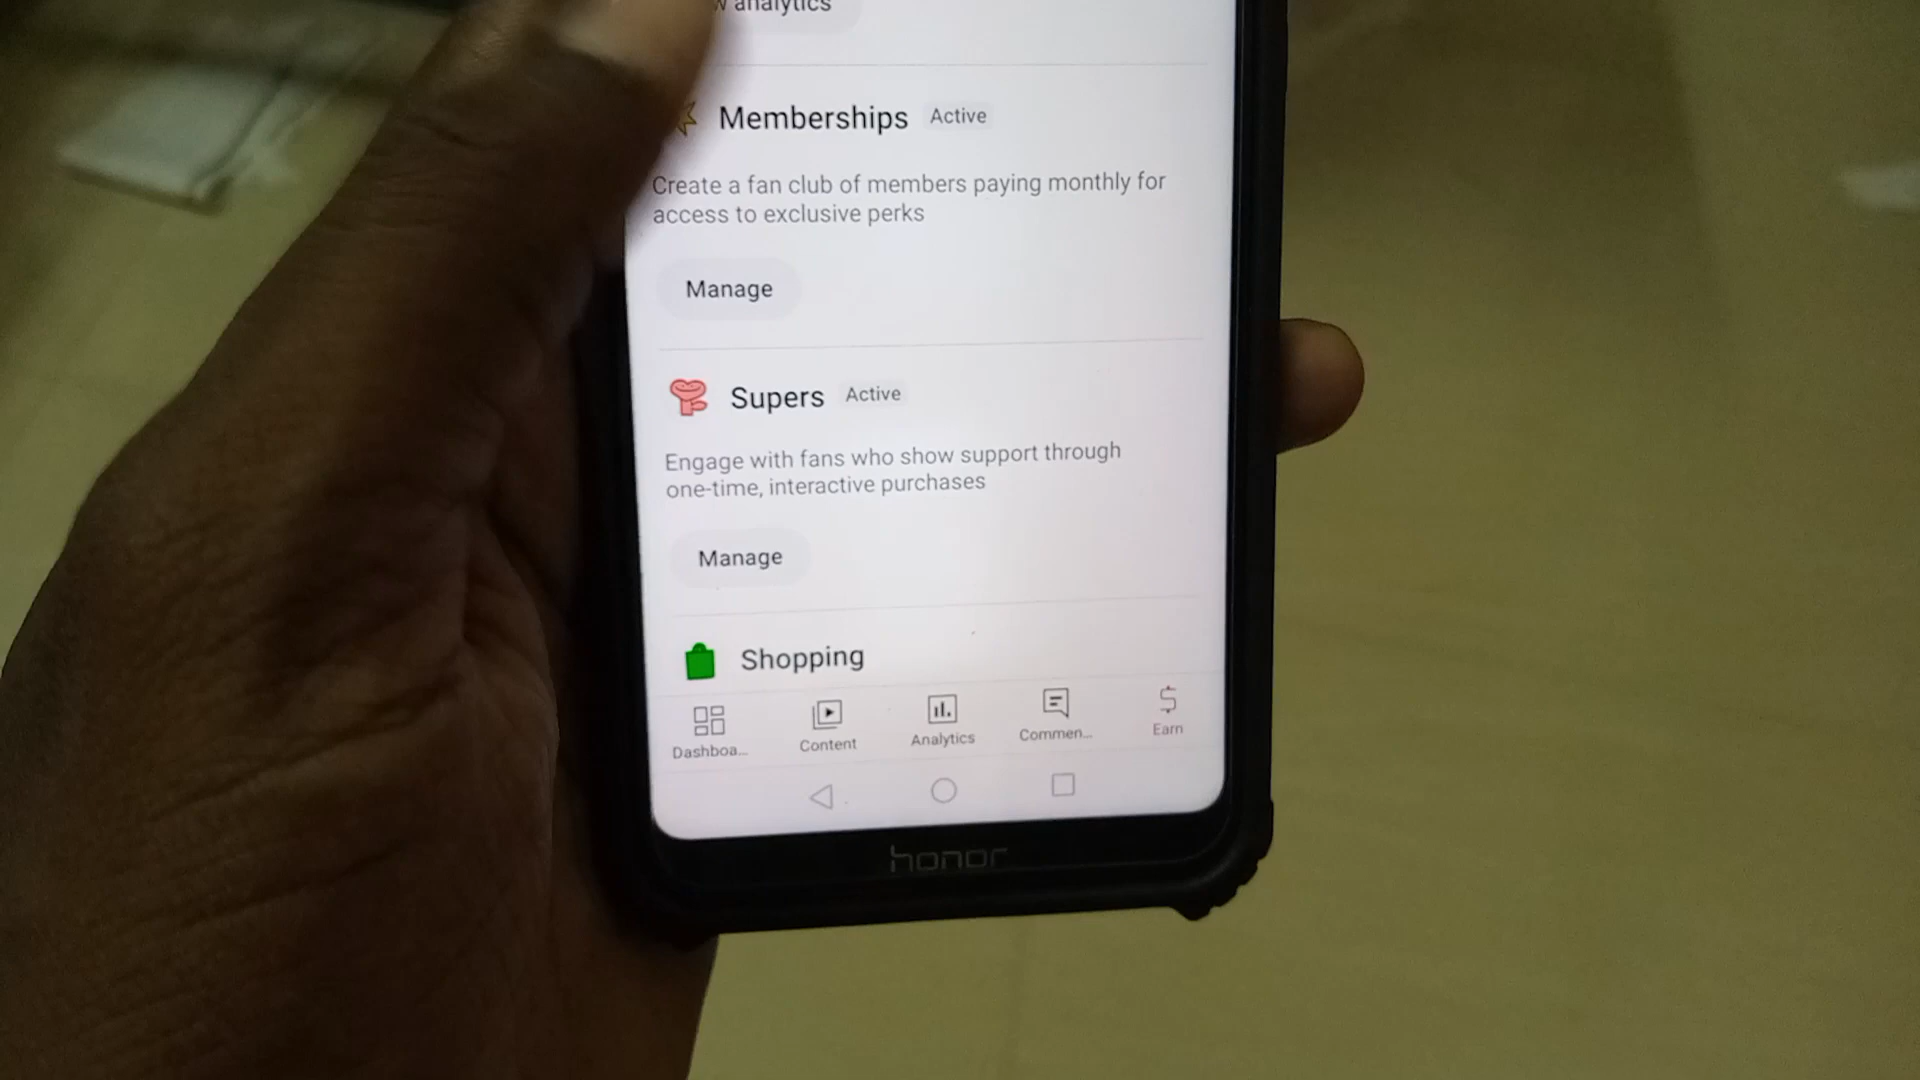 analytics
Memberships Active
Create a fan club of members paying monthly for
access to exclusive perks
Manage
Supers Active
Engage with fans who show support through
one-time, interactive purchases
Manage
Shopping
Dashboa...
Content
Analytics
Commen...
Earn
honor